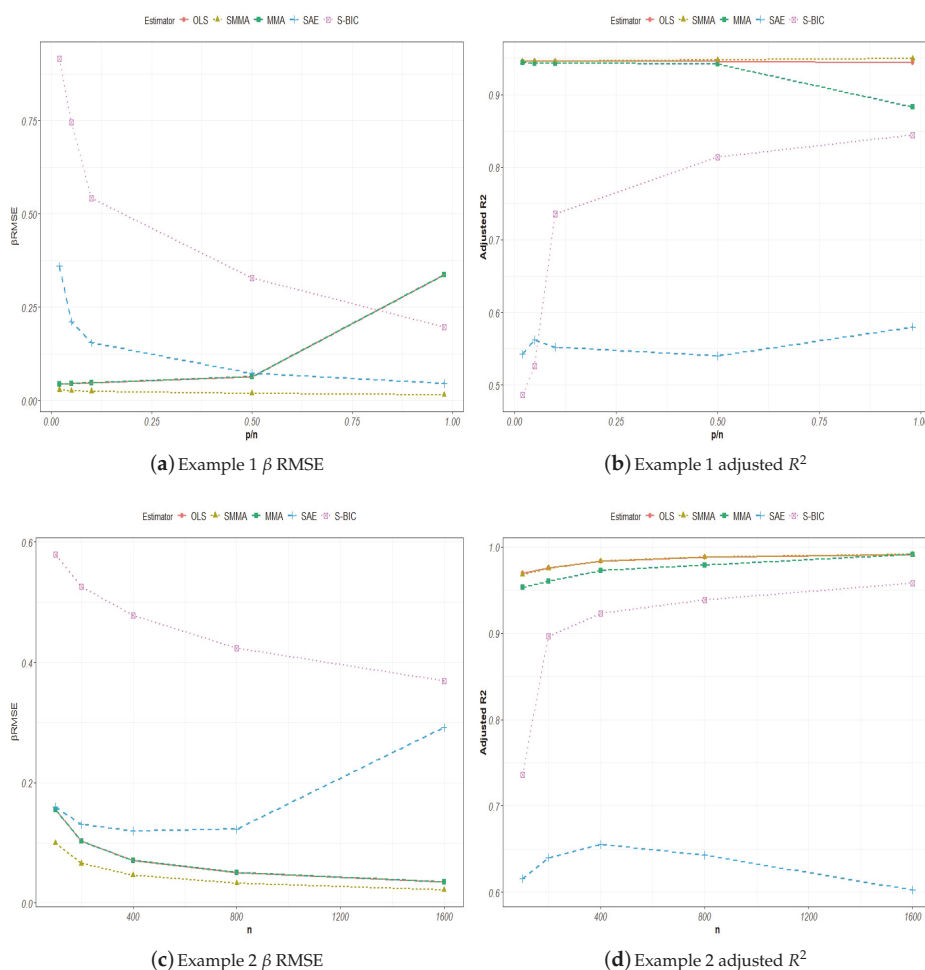 Estimator OLS SMMA MMA SAE S-BIC
0.75
0.50
0.25
0.00
βRMSE
0.00 0.25 0.50 0.75 1.00
p/n
(a) Example 1 β RMSE
Estimator OLS SMMA MMA SAE S-BIC
0.9
0.8
0.7
0.6
0.5
Adjusted R2
0.00 0.25 0.50 0.75 1.00
p/n
(b) Example 1 adjusted R²
Estimator OLS SMMA MMA SAE S-BIC
0.6
0.4
0.2
0.0
βRMSE
400 800 1200 1600
n
(c) Example 2 β RMSE
Estimator OLS SMMA MMA SAE S-BIC
1.0
0.9
0.8
0.7
0.6
Adjusted R2
400 800 1200 1600
n
(d) Example 2 adjusted R²